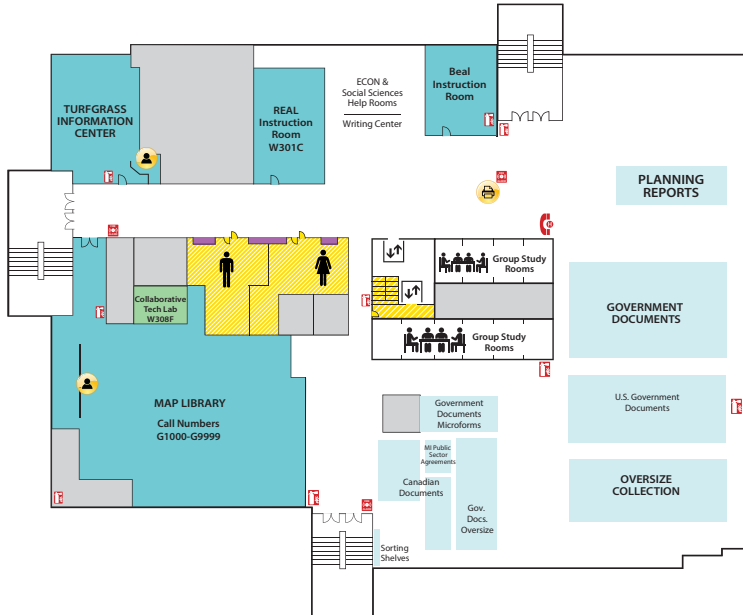 ECON &
Social Sciences
Help Rooms
Writing Center
Beal
Instruction
Room
TURFGRASS
INFORMATION
CENTER
REAL
Instruction
Room
W301C
PLANNING
REPORTS
Group Study
Rooms
Collaborative
Tech Lab
W308F
GOVERNMENT
DOCUMENTS
Group Study
Rooms
MAP LIBRARY
Call Numbers
G1000-G9999
Government
Documents
Microforms
U.S. Government
Documents
MI Public
Sector
Agreements
Canadian
Documents
OVERSIZE
COLLECTION
Gov.
Docs.
Oversize
Sorting
Shelves